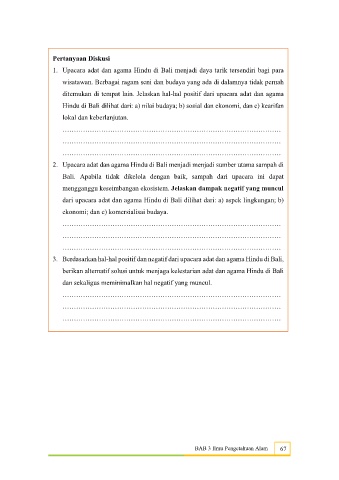 Pertanyaan Diskusi
1. Upacara adat dan agama Hindu di Bali menjadi daya tarik tersendiri bagi para
wisatawan. Berbagai ragam seni dan budaya yang ada di dalamnya tidak pernah
ditemukan di tempat lain. Jelaskan hal-hal positif dari upacara adat dan agama
Hindu di Bali dilihat dari: a) nilai budaya; b) sosial dan ekonomi, dan c) kearifan
lokal dan keberlanjutan.
……………………………………………………………………………………
……………………………………………………………………………………
……………………………………………………………………………………
2. Upacara adat dan agama Hindu di Bali menjadi menjadi sumber utama sampah di
Bali. Apabila tidak dikelola dengan baik, sampah dari upacara ini dapat
mengganggu keseimbangan ekosistem. Jelaskan dampak negatif yang muncul
dari upacara adat dan agama Hindu di Bali dilihat dari: a) aspek lingkungan; b)
ekonomi; dan c) komersialisai budaya.
……………………………………………………………………………………
……………………………………………………………………………………
……………………………………………………………………………………
3. Berdasarkan hal-hal positif dan negatif dari upacara adat dan agama Hindu di Bali,
berikan alternatif solusi untuk menjaga kelestarian adat dan agama Hindu di Bali
dan sekaligus meminimalkan hal negatif yang muncul.
……………………………………………………………………………………
……………………………………………………………………………………
……………………………………………………………………………………
BAB 3 Ilmu Pengetahuan Alam 67